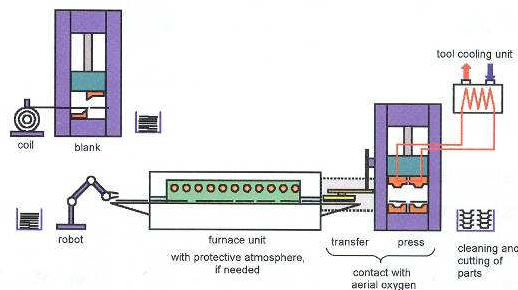 tool cooling unit
coil
blank
robot
furnace unit
with protective atmosphere,
if needed
transfer
press
contact with
aerial oxygen
cleaning and
cutting of
parts